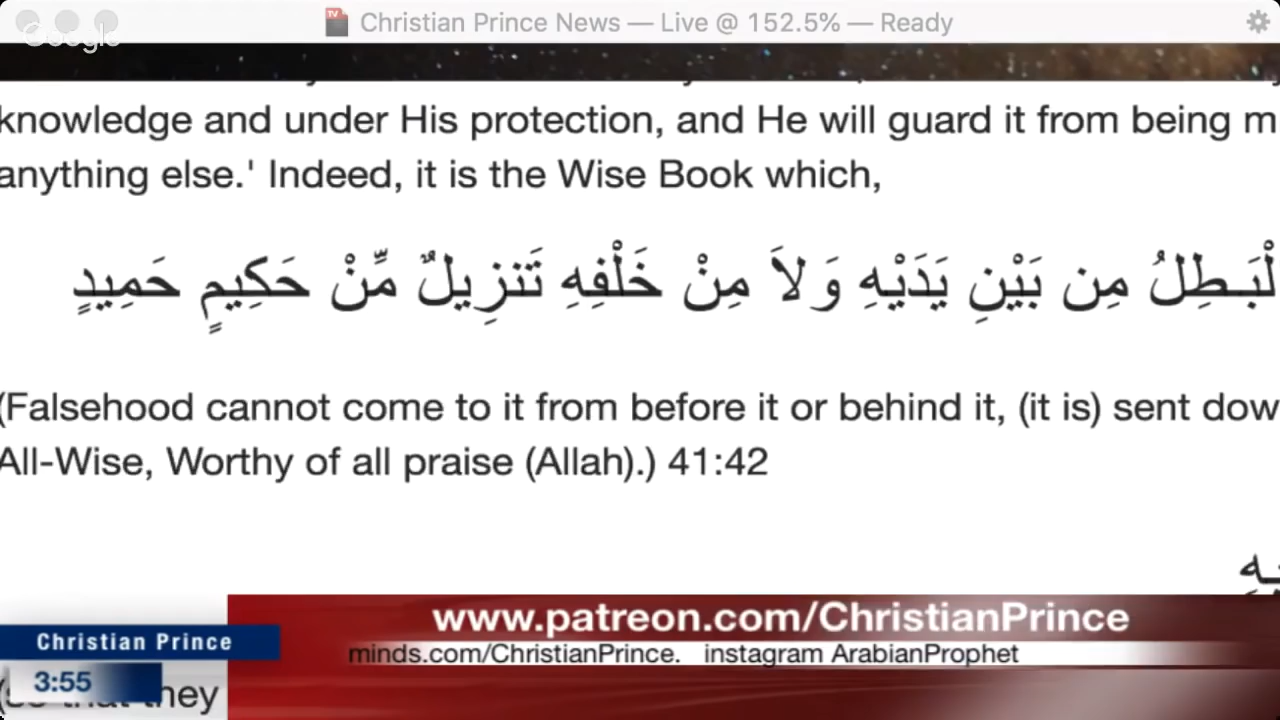 Christian Prince News — Live @ 152.5% — Ready
Google
knowledge and under His protection, and He will guard it from being
anything else.' Indeed, it is the Wise Book which,
لْبَـطِلُ مِن بَيْنِ يَدَيْهِ وَلاَ مِنْ خَلْفِهِ تَنزِيلٌ مِّنْ حَكِيمٍ حَمِيدٍ
(Falsehood cannot come to it from before it or behind it, (it is) sent dow
All-Wise, Worthy of all praise (Allah).) 41:42
www.patreon.com/ChristianPrince
Christian Prince
minds.com/ChristianPrince. instagram ArabianProphet
3:55
they